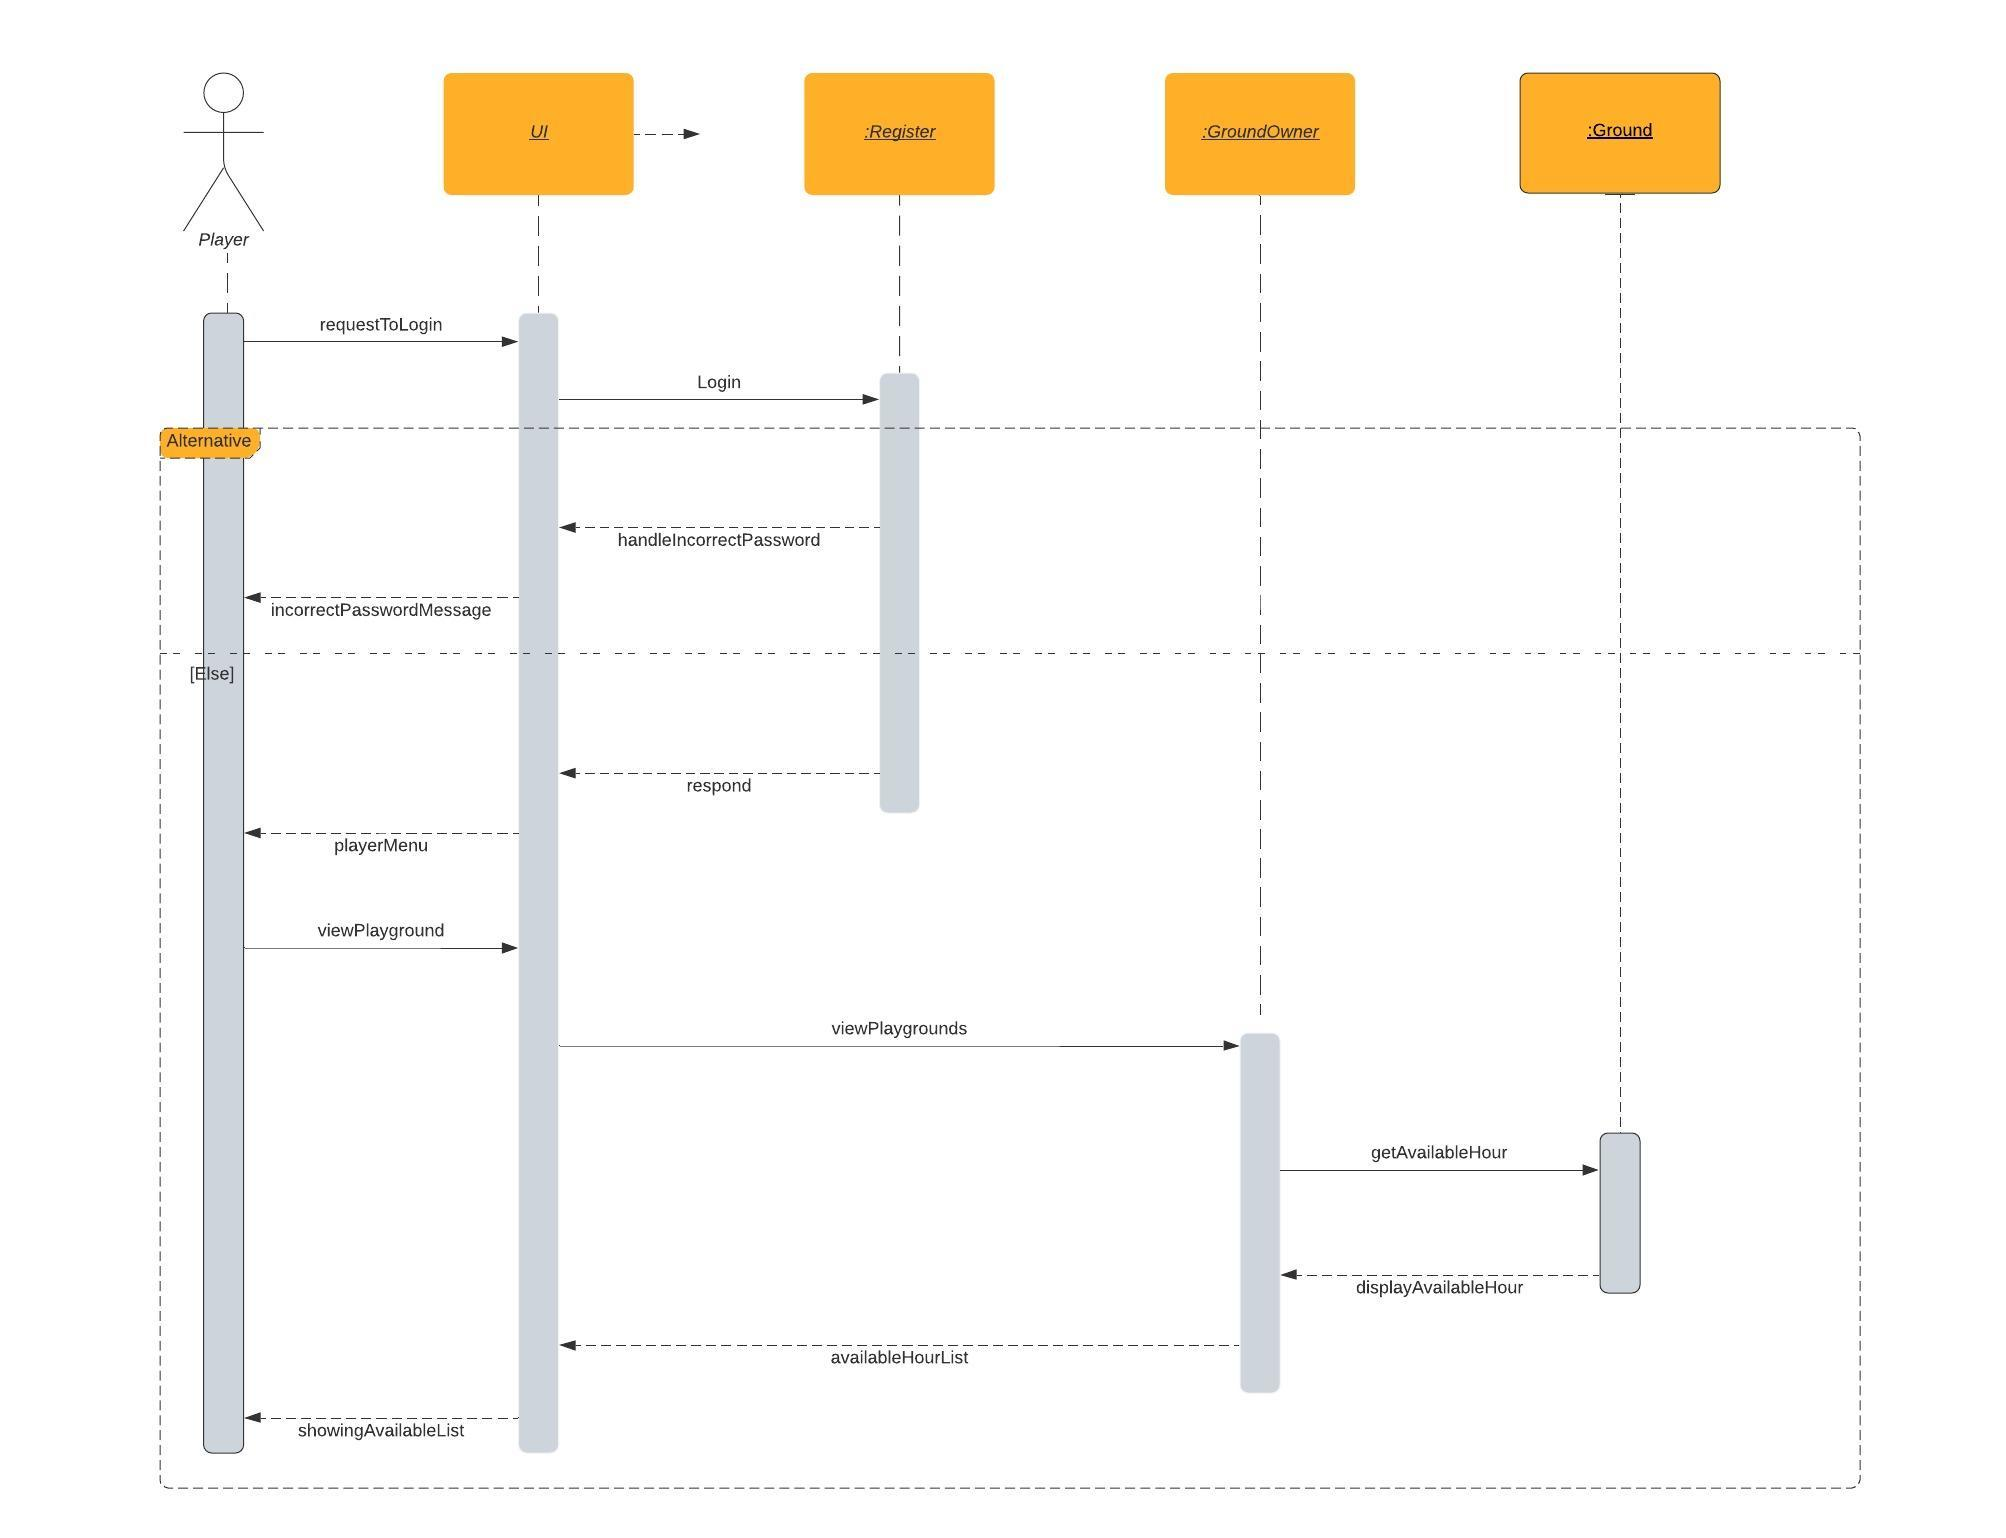 UI
:Register
:GroundOwner
:Ground
Player
requestToLogin
Login
Alternative
handleIncorrectPassword
incorrectPasswordMessage
[Else]
respond
playerMenu
viewPlayground
viewPlaygrounds
getAvailableHour
displayAvailableHour
availableHourList
showingAvailableList